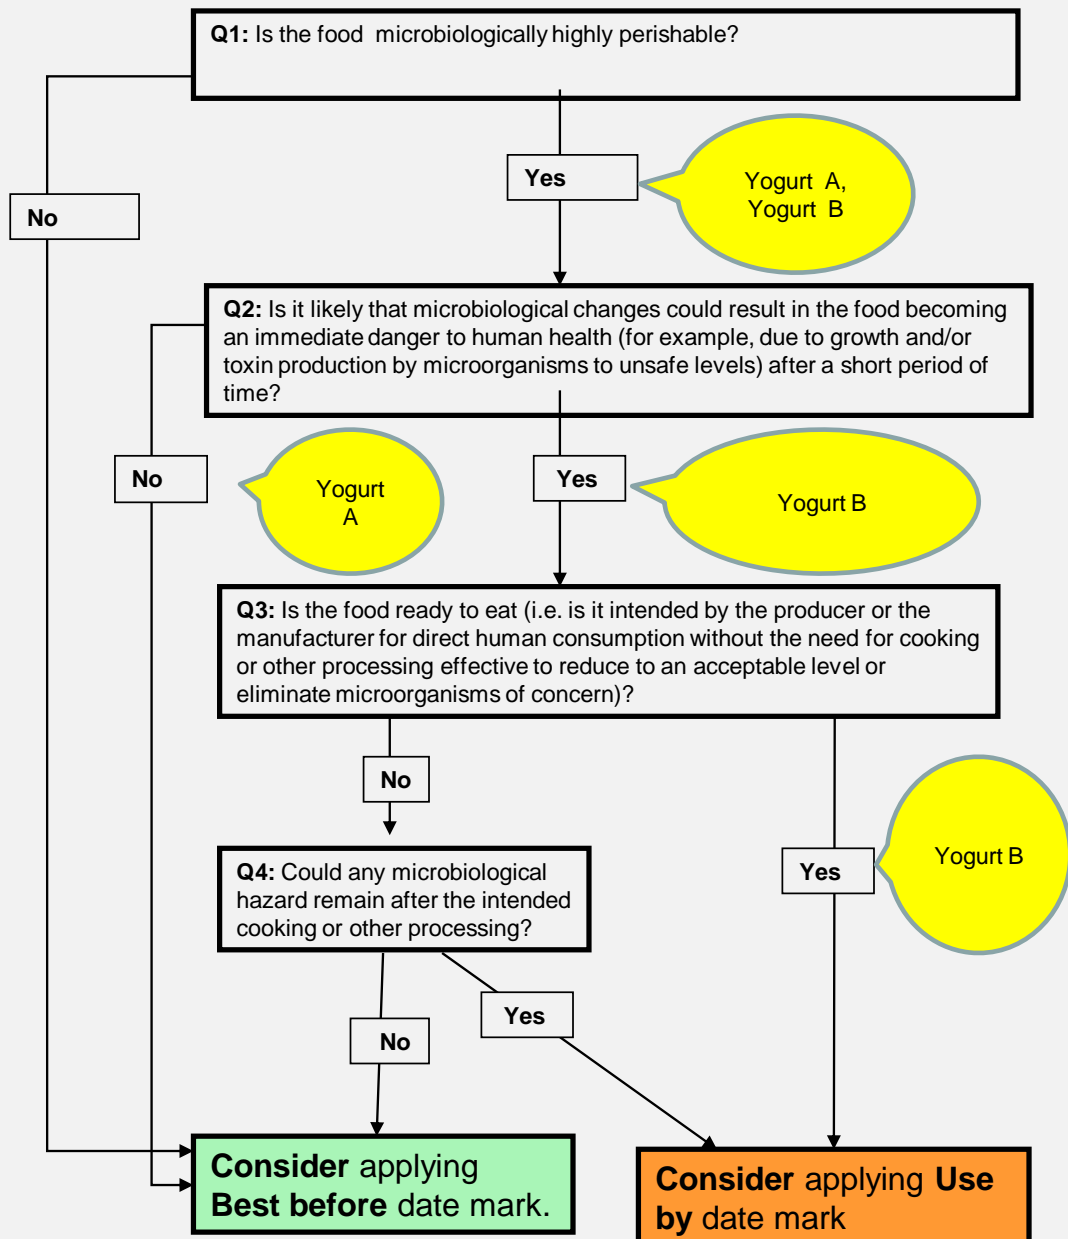 Q1: Is the food microbiologically highly perishable?
Yes
Yogurt A,
Yogurt B
No
Q2: Is it likely that microbiological changes could result in the food becoming
an immediate danger to human health (for example, due to growth and/or
toxin production by microorganisms to unsafe levels) after a short period of
time?
No
Yogurt
A
Yes
Yogurt B
Q3: Is the food ready to eat (i.e. is it intended by the producer or the
manufacturer for direct human consumption without the need for cooking
or other processing effective to reduce to an acceptable level or
eliminate microorganisms of concern)?
No
Q4: Could any microbiological
hazard remain after the intended
cooking or other processing?
Yes
Yogurt B
No
Yes
Consider applying
Best before date mark.
Consider applying Use
by date mark